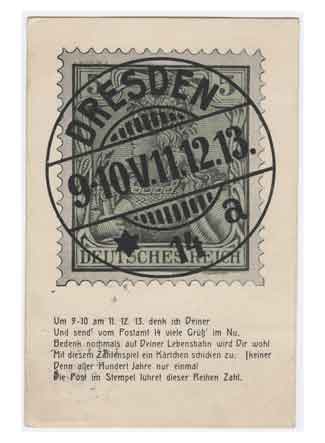 5 5
DRESDEN
9-10V.11.12.13.
* 14 a
DEUTSCHES REICH
Um 9-10 am 11. 12. 13. denk ich Deiner
Und send' vom Postamt 14 viele Grüß' im Nu,
Bedenk nochmals auf Deiner Lebensbahn wird Dir wohl
Mit diesem Zahlenspiel ein Kärtchen schicken zu; [keiner
Denn aller Hundert Jahre nur einmal
Die Post im Stempel führet dieser Reihen Zahl.